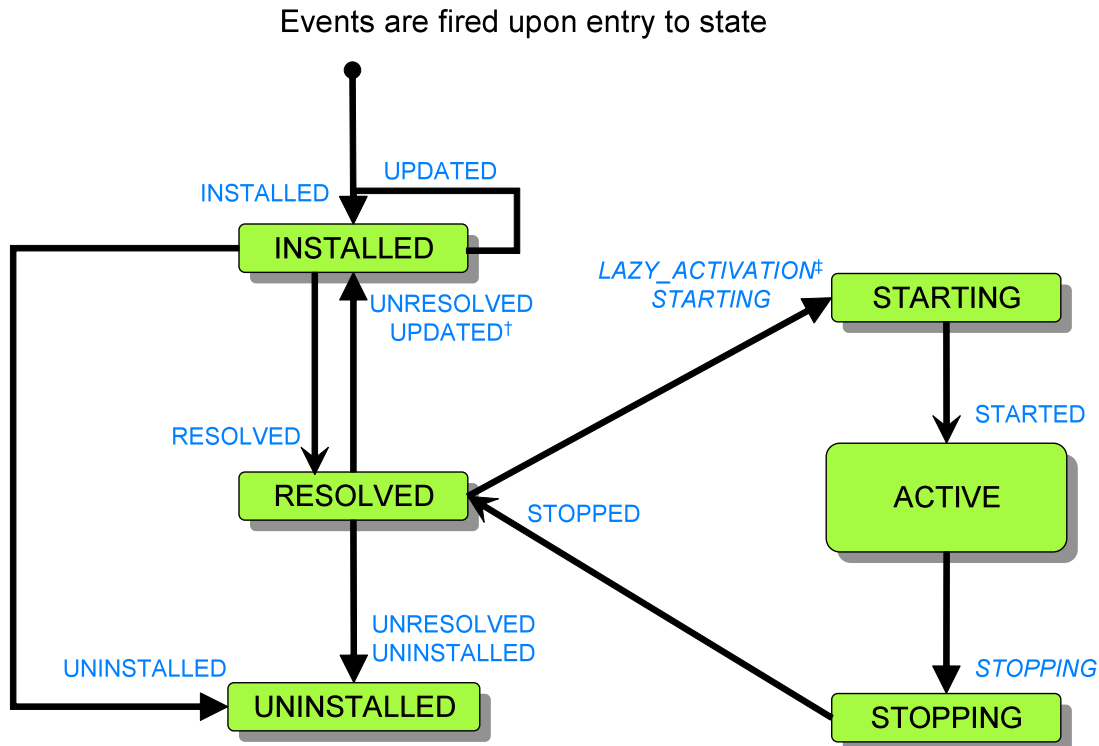 Events are fired upon entry to state
UPDATED
INSTALLED
INSTALLED
LAZY_ACTIVATION‡
STARTING
STARTING
UNRESOLVED
UPDATED†
STARTED
RESOLVED
RESOLVED
ACTIVE
STOPPED
UNRESOLVED
UNINSTALLED
UNINSTALLED
STOPPING
UNINSTALLED
STOPPING